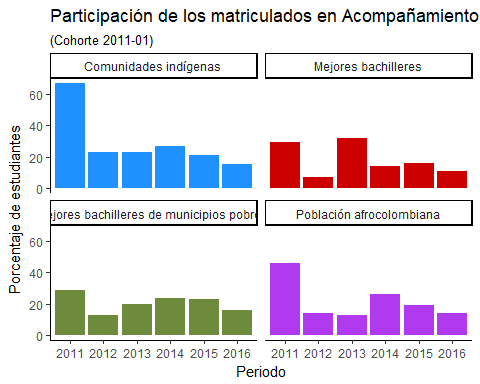 Participación de los matriculados en Acompañamiento
(Cohorte 2011-01)
Comunidades indígenas
Mejores bachilleres
60
40
20
0
ejores bachilleres de municipios pobre
Población afrocolombiana
60
40
20
0
Porcentaje de estudiantes
2011 2012 2013 2014 2015 2016
2011 2012 2013 2014 2015 2016
Periodo